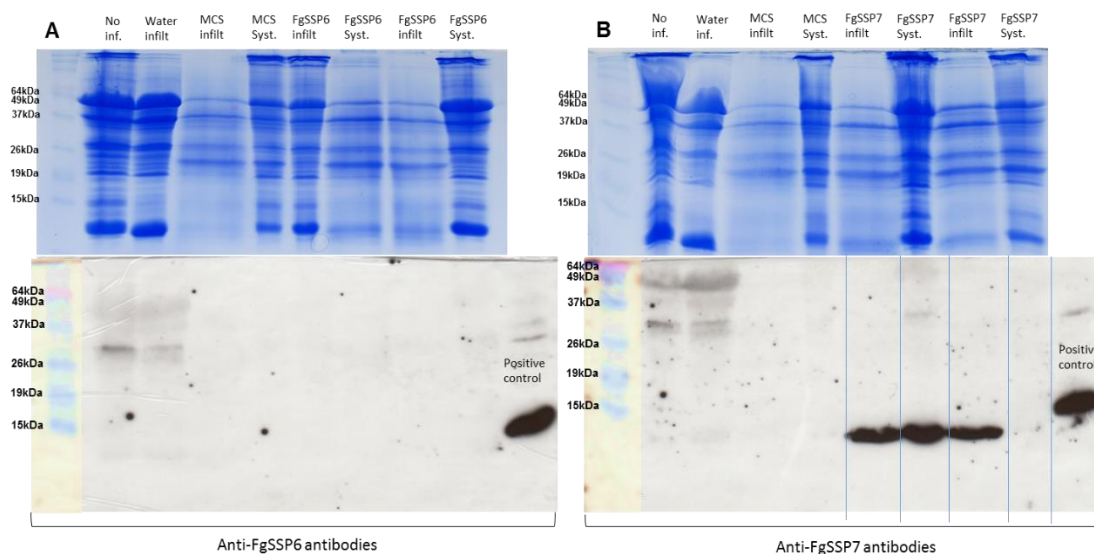 A
No inf.
Water infilt
MCS infilt
MCS Syst.
FgSSP6 infilt
FgSSP6 Syst.
FgSSP6 infilt
FgSSP6 Syst.
64kDa
49kDa
37kDa
26kDa
19kDa
15kDa
64kDa
49kDa
37kDa
26kDa
19kDa
15kDa
Positive
control
Anti-FgSSP6 antibodies
B
No inf.
Water inf.
MCS infilt
MCS Syst.
FgSSP7 infilt
FgSSP7 Syst.
FgSSP7 infilt
FgSSP7 Syst.
64kDa
49kDa
37kDa
26kDa
19kDa
15kDa
64kDa
49kDa
37kDa
26kDa
19kDa
15kDa
Positive
control
Anti-FgSSP7 antibodies